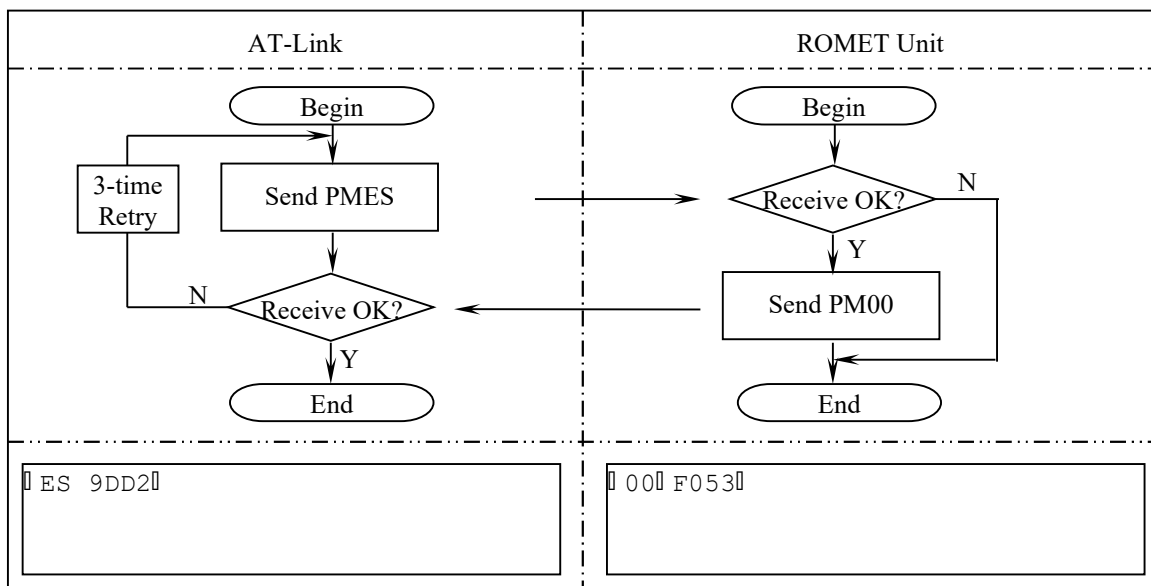 AT-Link
ROMET Unit
Begin
Begin
3-time
Retry
Send PMES
Receive OK?
N
Y
N
Receive OK?
Send PM00
Y
End
End
▯ ES 9DD2▯
▯ 00▯ F053▯